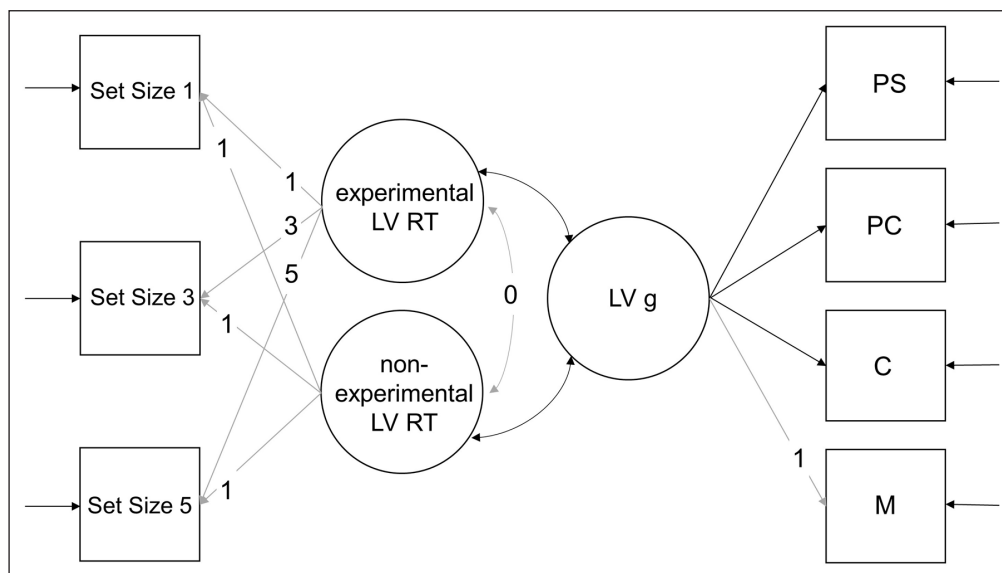 Set Size 1
1
1
experimental
LV RT
3
5
Set Size 3
1
0
LV g
non-
experimental
LV RT
Set Size 5
1
PS
PC
C
1
M